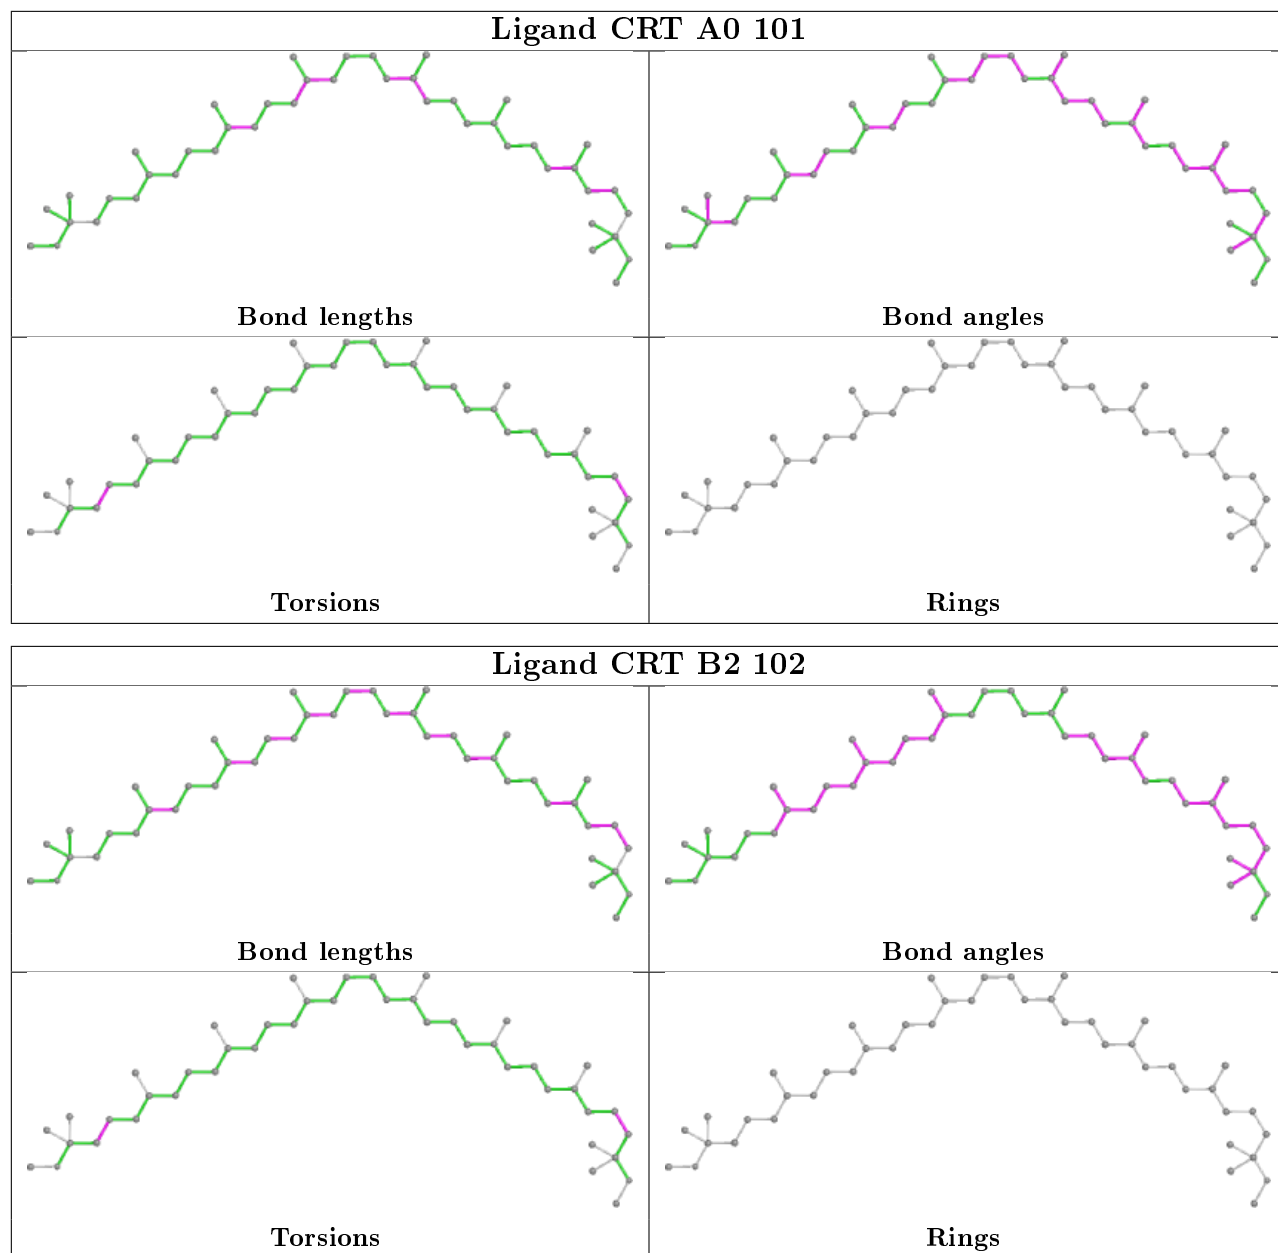 Ligand CRT A0 101
Bond lengths
Bond angles
Torsions
Rings
Ligand CRT B2 102
Bond lengths
Bond angles
Torsions
Rings